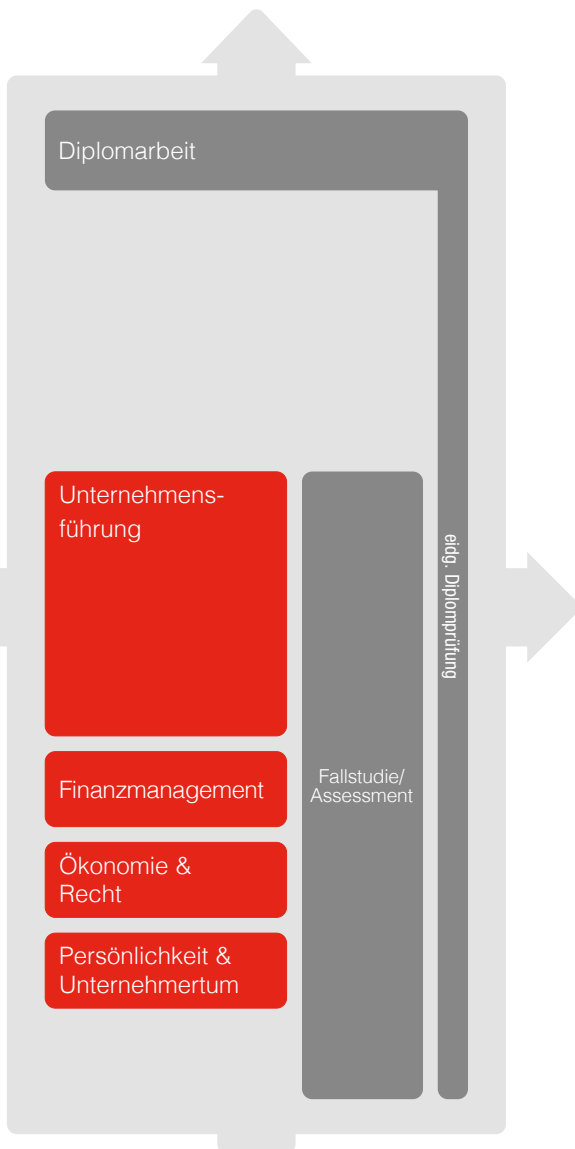 Diplomarbeit
Unternehmens-
führung
eidg. Diplomprüfung
Finanzmanagement
Fallstudie/
Assessment
Ökonomie &
Recht
Persönlichkeit &
Unternehmertum